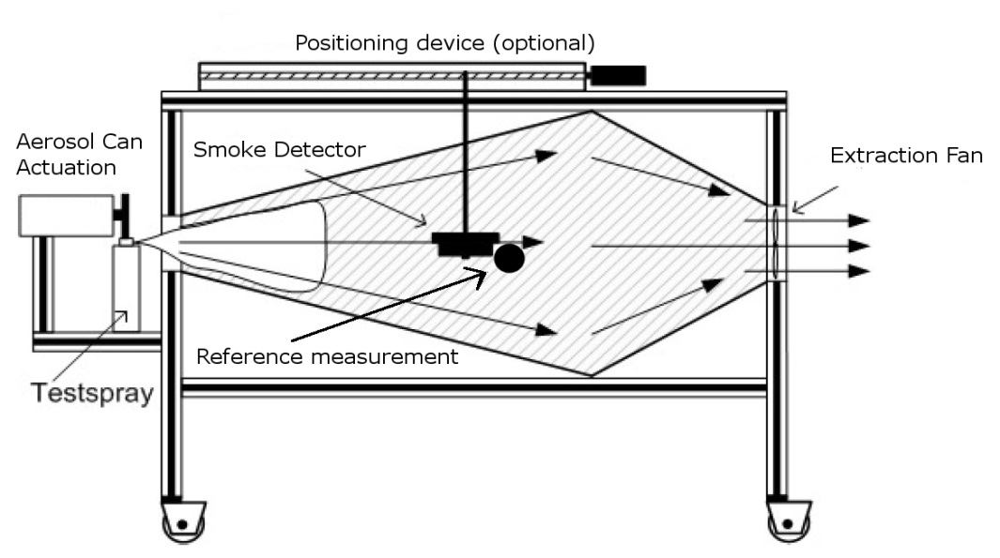 Positioning device (optional)
Aerosol Can
Actuation
Smoke Detector
Extraction Fan
Reference measurement
Testspray